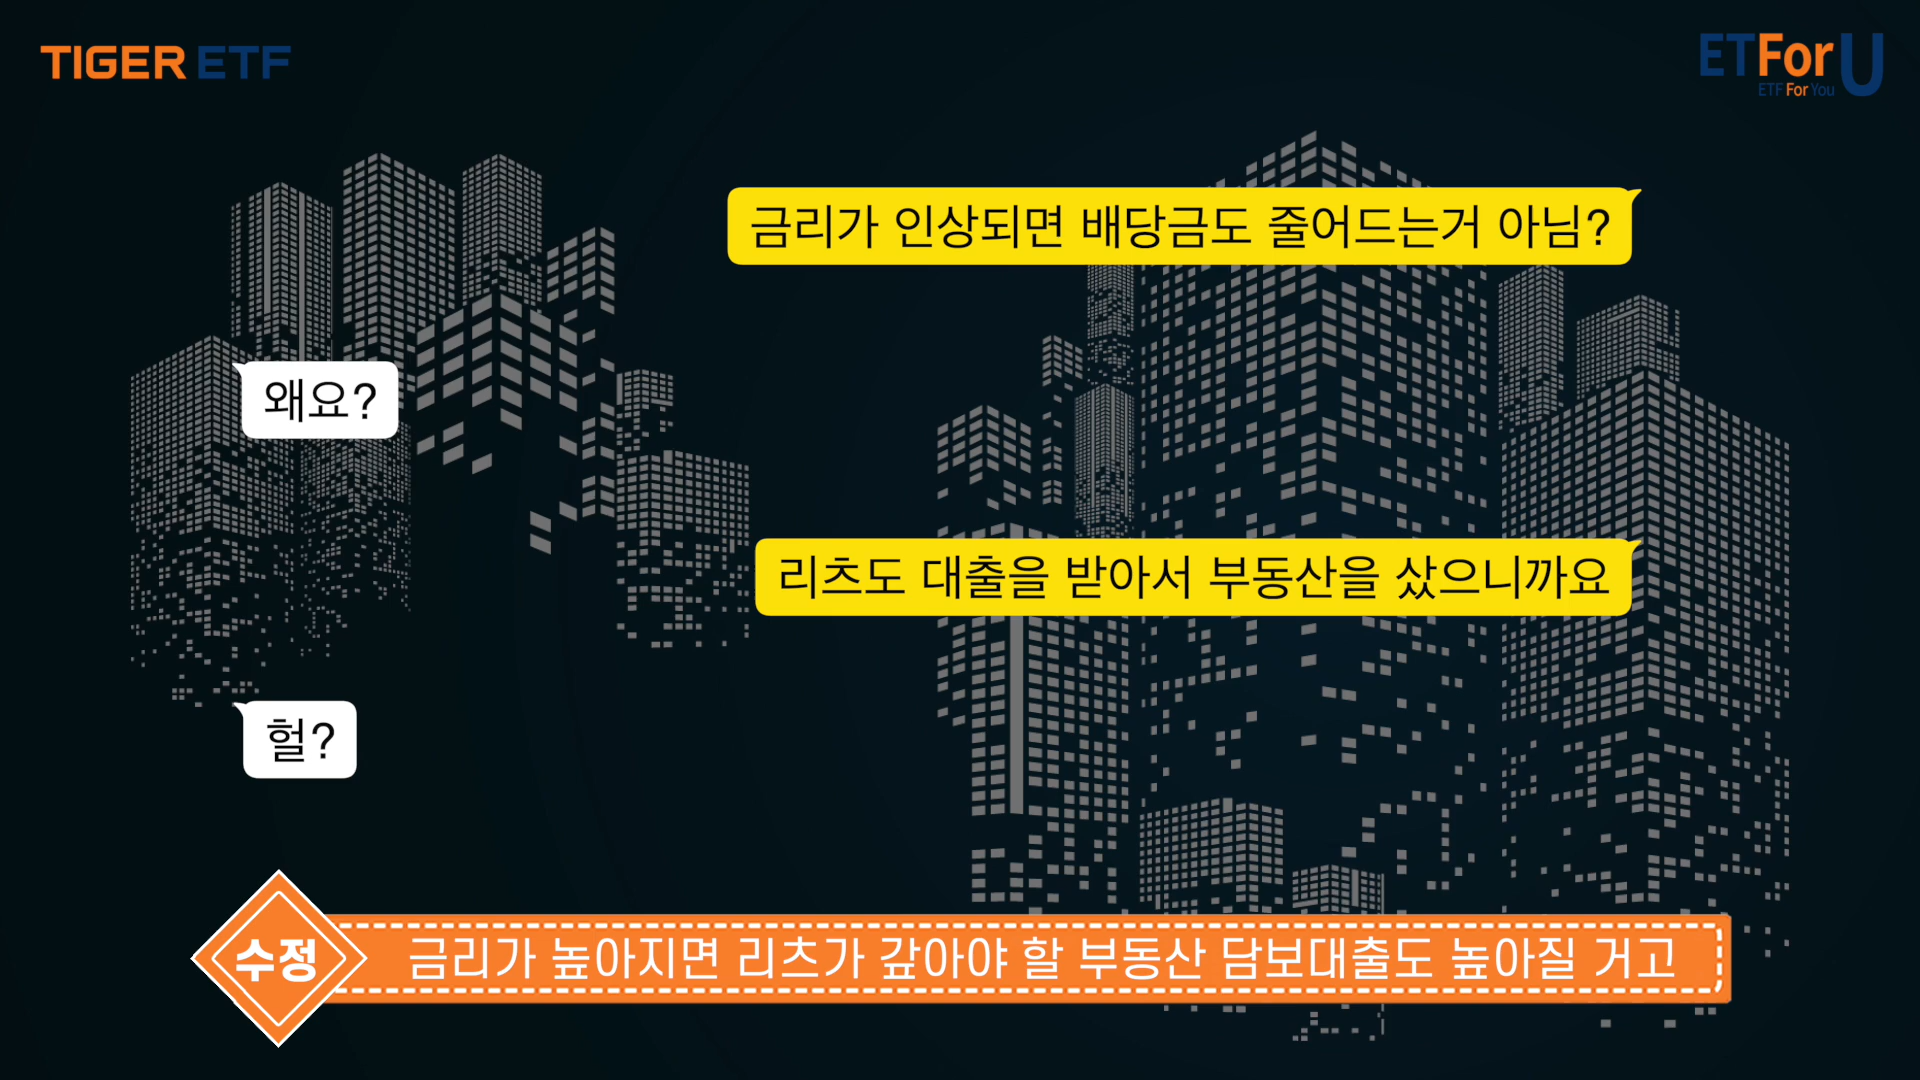 TIGER ETF
ETForU
ETF For You
금리가 인상되면 배당금도 줄어드는거 아님?
왜요?
리츠도 대출을 받아서 부동산을 샀으니까요
헐?
수정
금리가 높아지면 리츠가 갚아야 할 부동산 담보대출도 높아질 거고